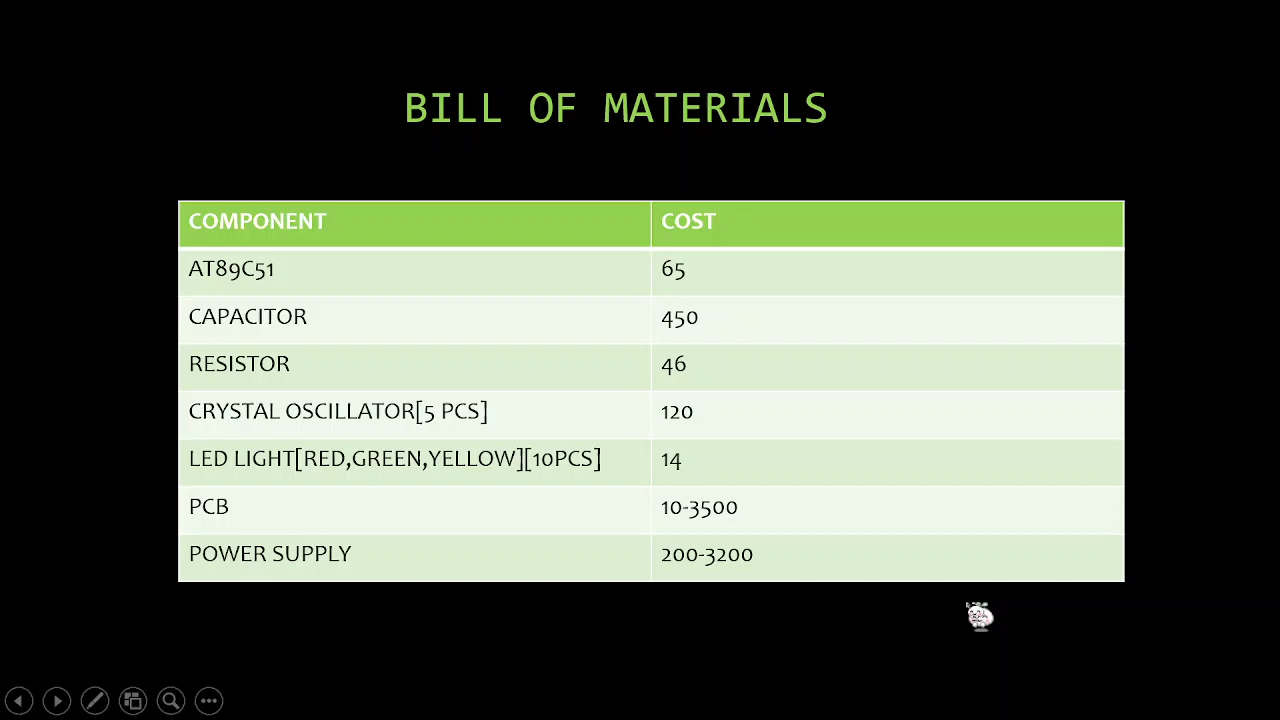 BILL OF MATERIALS
COMPONENT COST
AT89C51 65
CAPACITOR 450
RESISTOR 46
CRYSTAL OSCILLATOR[5 PCS] 120
LED LIGHT[RED,GREEN,YELLOW][10PCS] 14
PCB 10-3500
POWER SUPPLY 200-3200